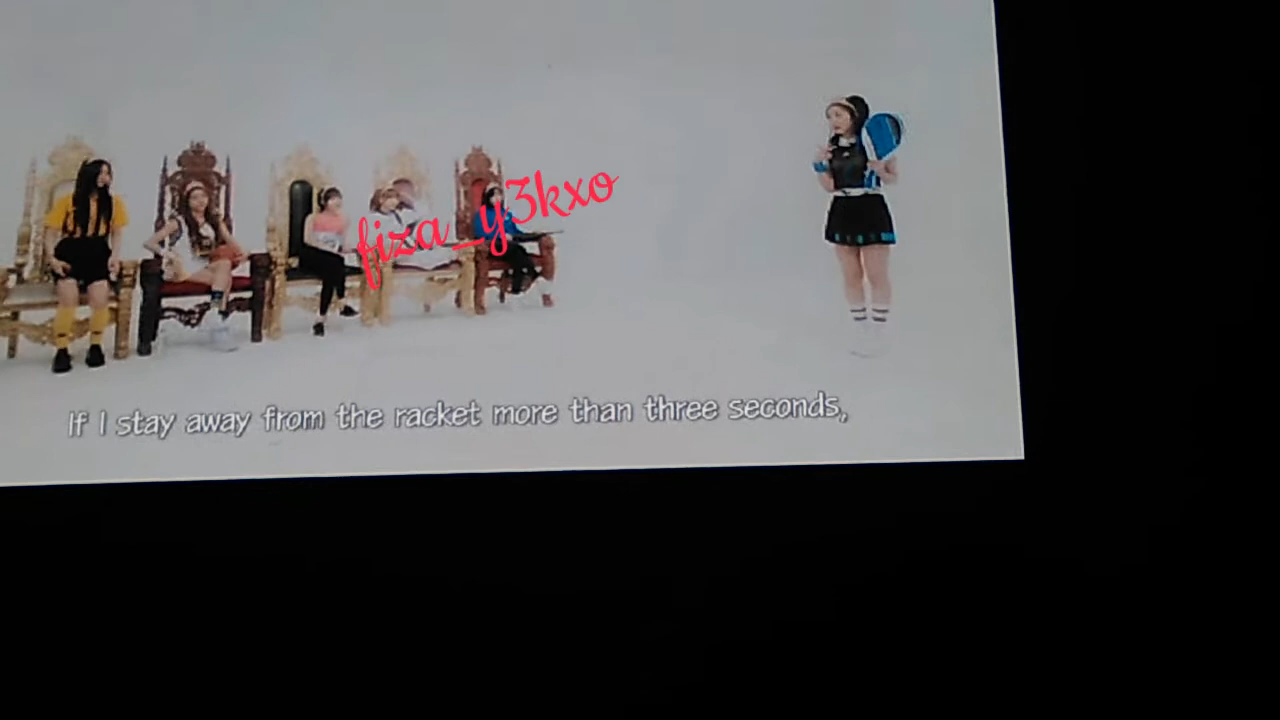 fiza_y3kxo
If I stay away from the racket more than three seconds,